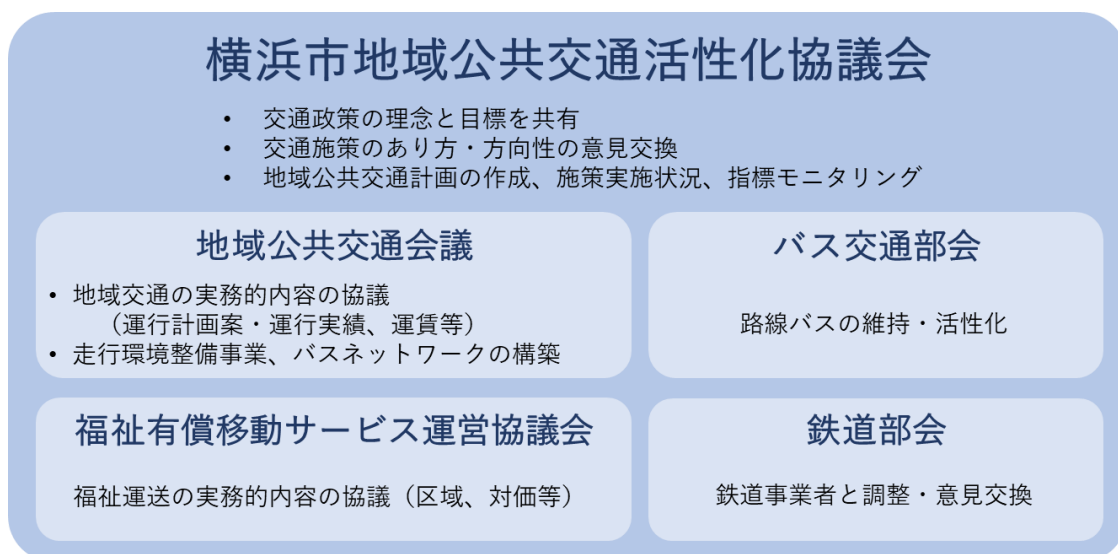 横浜市地域公共交通活性化協議会
• 交通政策の理念と目標を共有
• 交通施策のあり方・方向性の意見交換
• 地域公共交通計画の作成、施策実施状況、指標モニタリング
地域公共交通会議
• 地域交通の実務的内容の協議
（運行計画案・運行実績、運賃等）
• 走行環境整備事業、バスネットワークの構築
バス交通部会
路線バスの維持・活性化
福祉有償移動サービス運営協議会
福祉運送の実務的内容の協議（区域、対価等）
鉄道部会
鉄道事業者と調整・意見交換